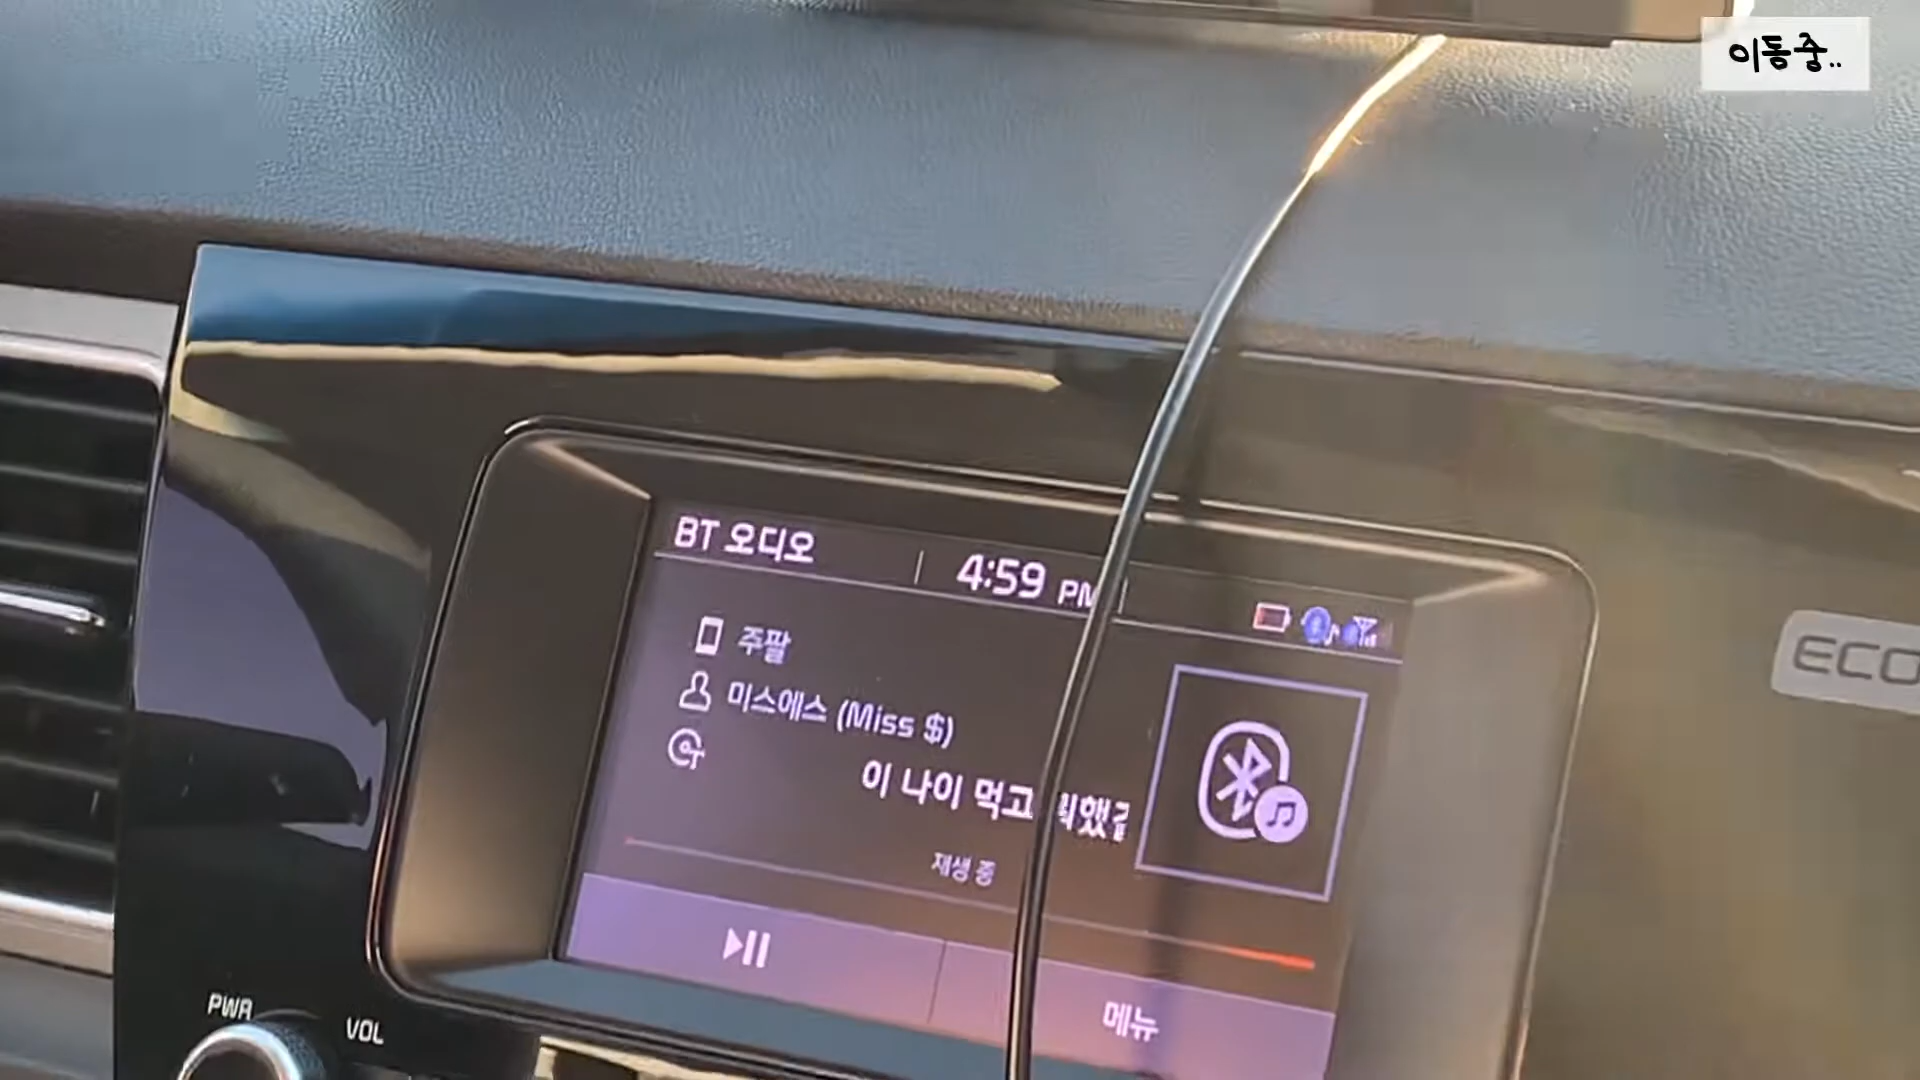 이동중..
BT 오디오
4:59 PM
주팔
미스에스 (Miss $)
이 나이 먹고
재생 중
메뉴
PWR
VOL
ECO